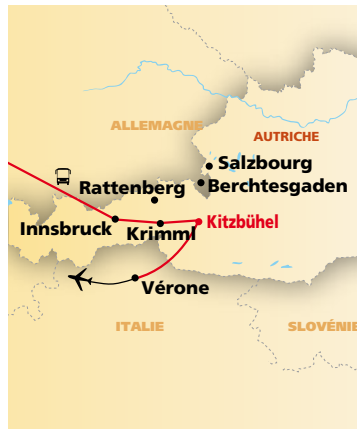 ALLEMAGNE
AUTRICHE
Salzbourg
Berchtesgaden
Rattenberg
Kitzbühel
Innsbruck
Krimml
Vérone
ITALIE
SLOVÉNIE